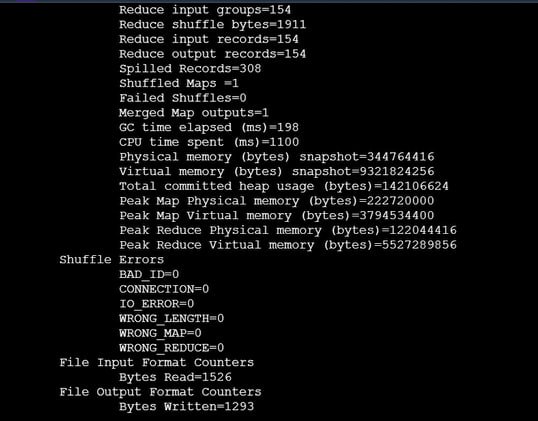 Reduce input groups=154
Reduce shuffle bytes=1911
Reduce input records=154
Reduce output records=154
Spilled Records=308
Shuffled Maps =1
Failed Shuffles=0
Merged Map outputs=1
GC time elapsed (ms)=198
CPU time spent (ms)=1100
Physical memory (bytes) snapshot=344764416
Virtual memory (bytes) snapshot=9321824256
Total committed heap usage (bytes)=142106624
Peak Map Physical memory (bytes)=222720000
Peak Map Virtual memory (bytes)=3794534400
Peak Reduce Physical memory (bytes)=122044416
Peak Reduce Virtual memory (bytes)=5527289856
Shuffle Errors
BAD_ID=0
CONNECTION=0
IO_ERROR=0
WRONG_LENGTH=0
WRONG_MAP=0
WRONG_REDUCE=0
File Input Format Counters
Bytes Read=1526
File Output Format Counters
Bytes Written=1293